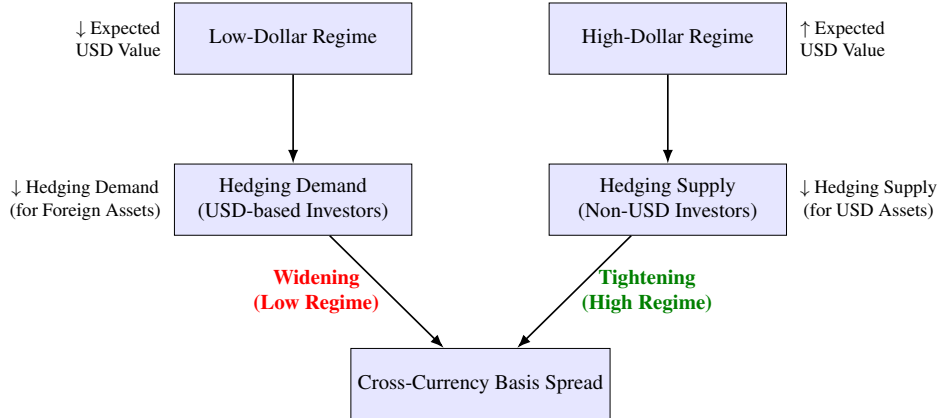 ↓ Expected
USD Value
Low-Dollar Regime
High-Dollar Regime
↑ Expected
USD Value
↓ Hedging Demand
(for Foreign Assets)
Hedging Demand
(USD-based Investors)
Hedging Supply
(Non-USD Investors)
↓ Hedging Supply
(for USD Assets)
Widening
(Low Regime)
Tightening
(High Regime)
Cross-Currency Basis Spread